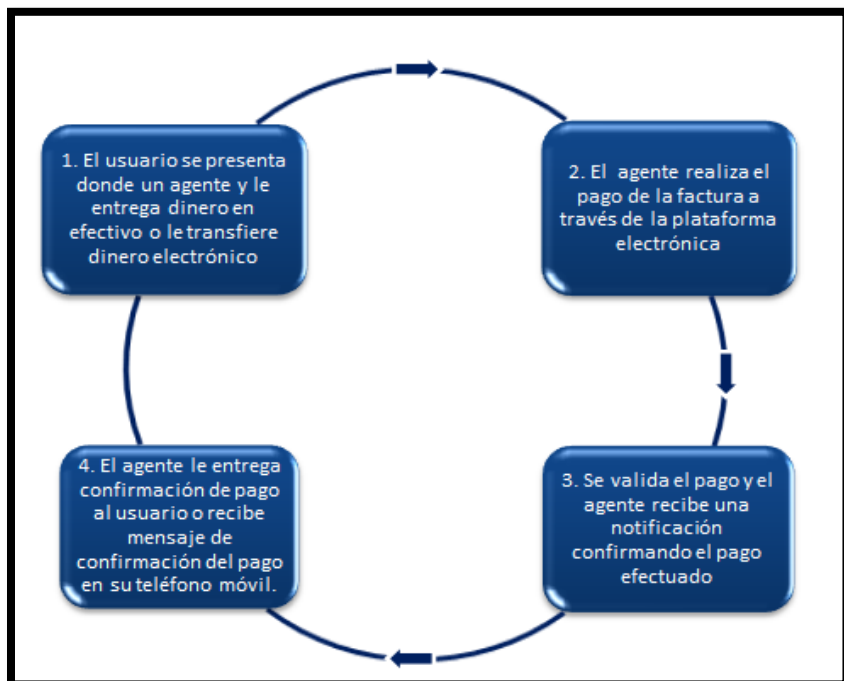 1. El usuario se presenta
donde un agente y le
entrega dinero en
efectivo o le transfiere
dinero electrónico
2. El agente realiza el
pago de la factura a
través de la plataforma
electrónica
3. Se valida el pago y el
agente recibe una
notificación
confirmando el pago
efectuado
4. El agente le entrega
confirmación de pago
al usuario o recibe
mensaje de
confirmación del pago
en su teléfono móvil.